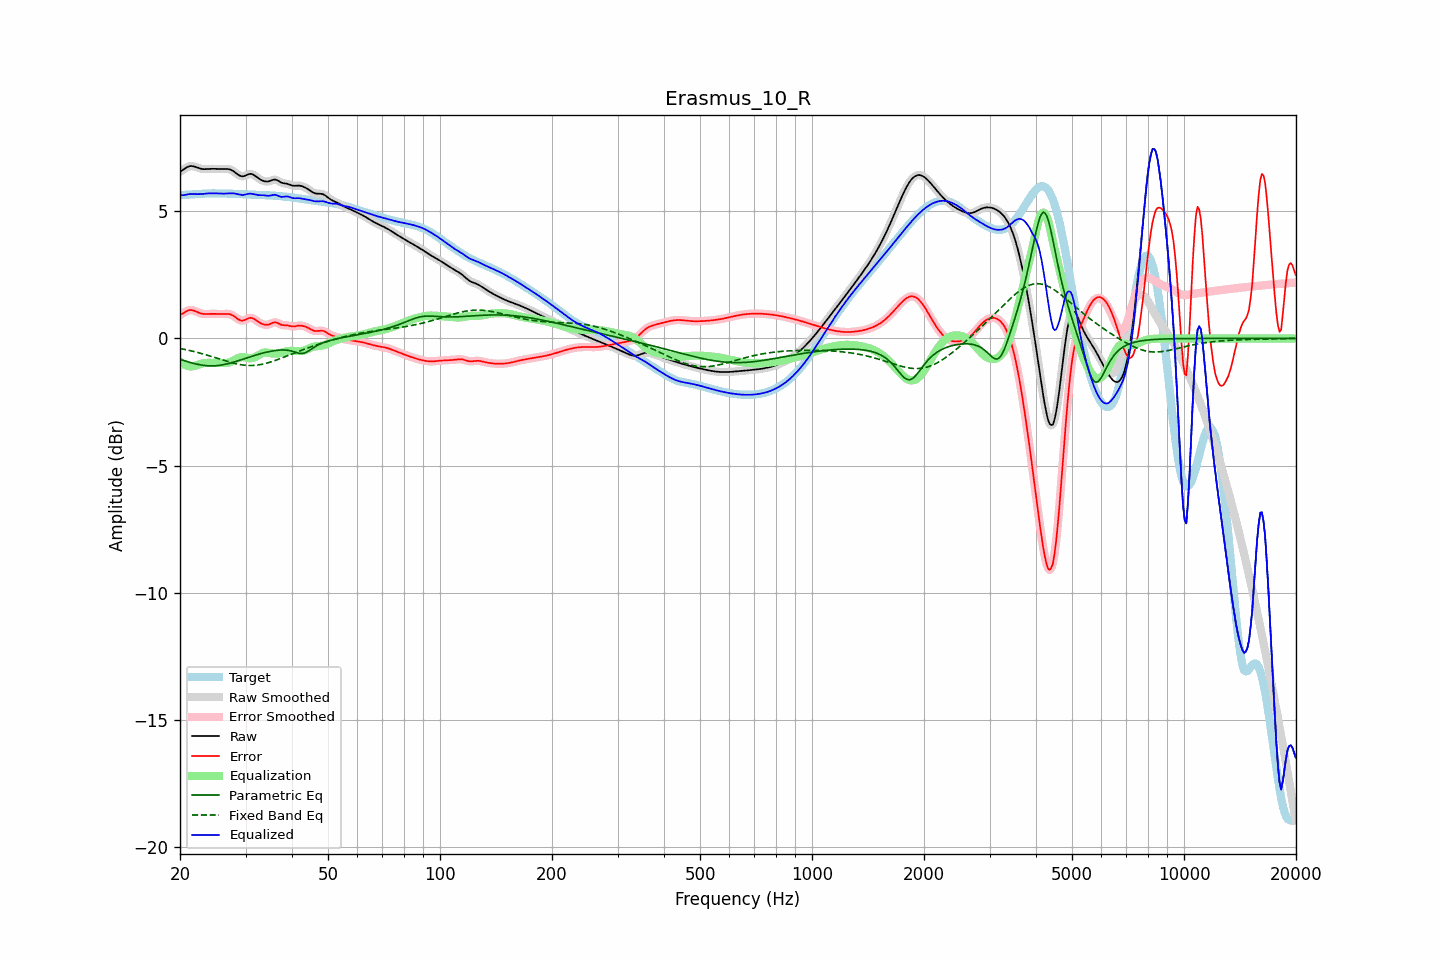 Erasmus_10_R
Amplitude (dBr)
5
0
−5
−10
−15
−20
Target
Raw Smoothed
Error Smoothed
Raw
Error
Equalization
Parametric Eq
Fixed Band Eq
Equalized
20 50 100 200 500 1000 2000 5000 10000 20000
Frequency (Hz)